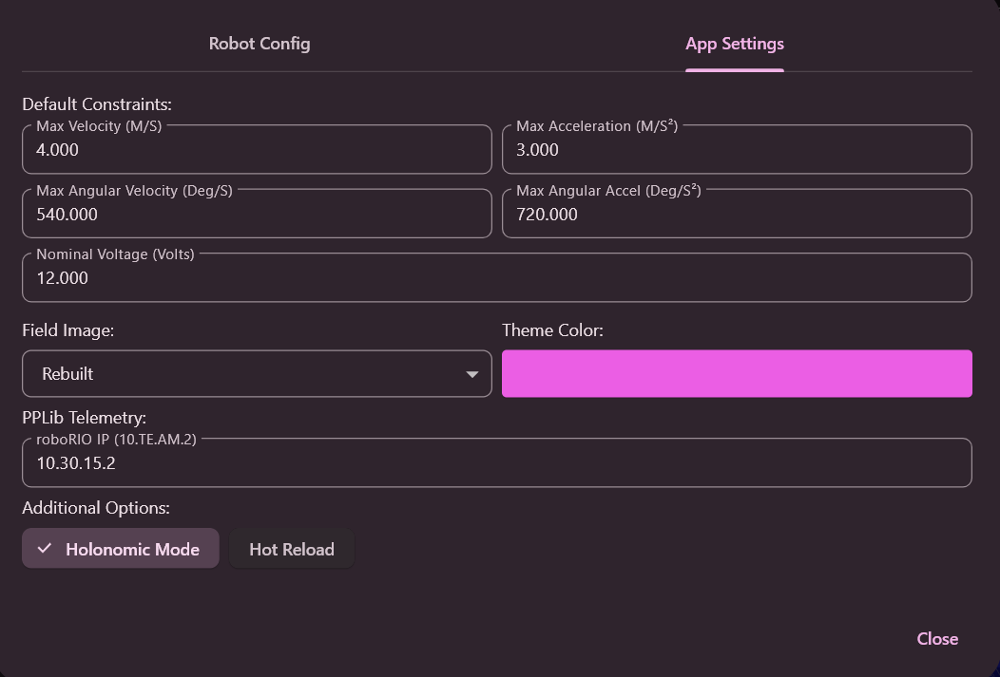 Robot Config App Settings
Default Constraints:
Max Velocity (M/S) Max Acceleration (M/S²)
4.000 3.000
Max Angular Velocity (Deg/S) Max Angular Accel (Deg/S²)
540.000 720.000
Nominal Voltage (Volts)
12.000
Field Image: Theme Color:
Rebuilt
PPLib Telemetry:
roboRIO IP (10.TE.AM.2)
10.30.15.2
Additional Options:
Holonomic Mode Hot Reload
Close